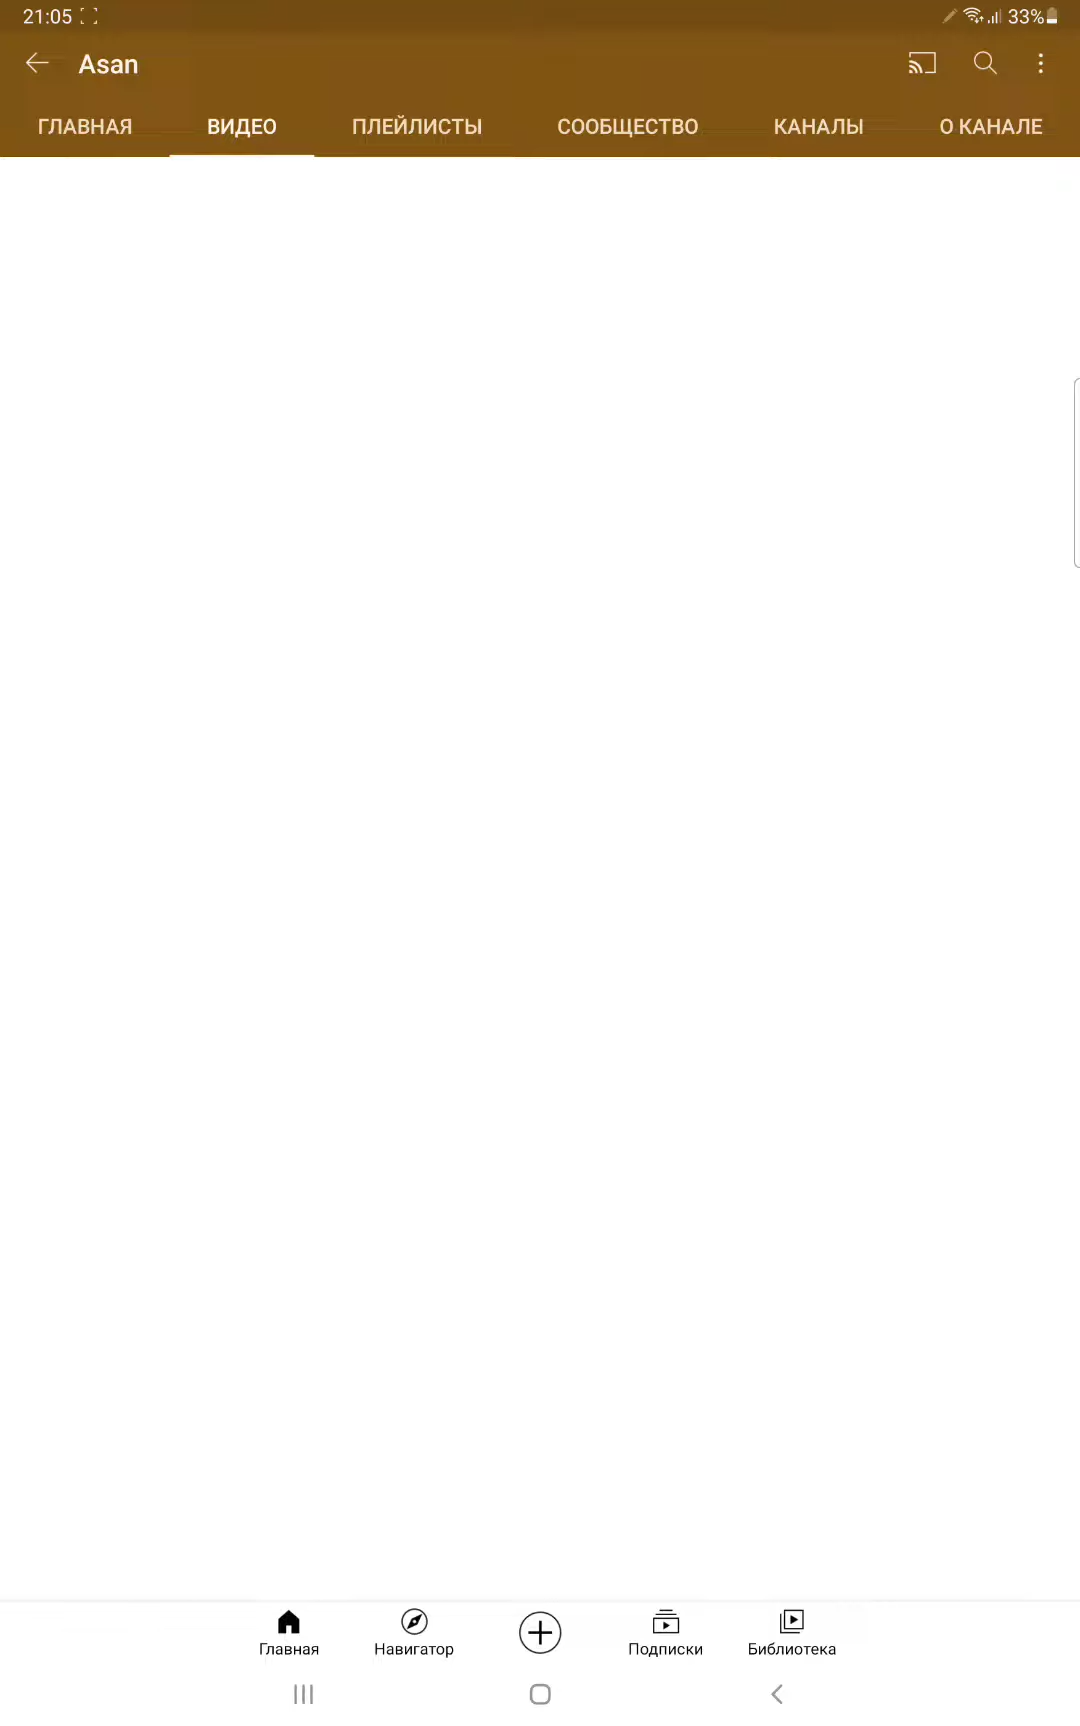 21:05 33%
Asan
ГЛАВНАЯ ВИДЕО ПЛЕЙЛИСТЫ СООБЩЕСТВО КАНАЛЫ О КАНАЛЕ
Главная Навигатор Подписки Библиотека